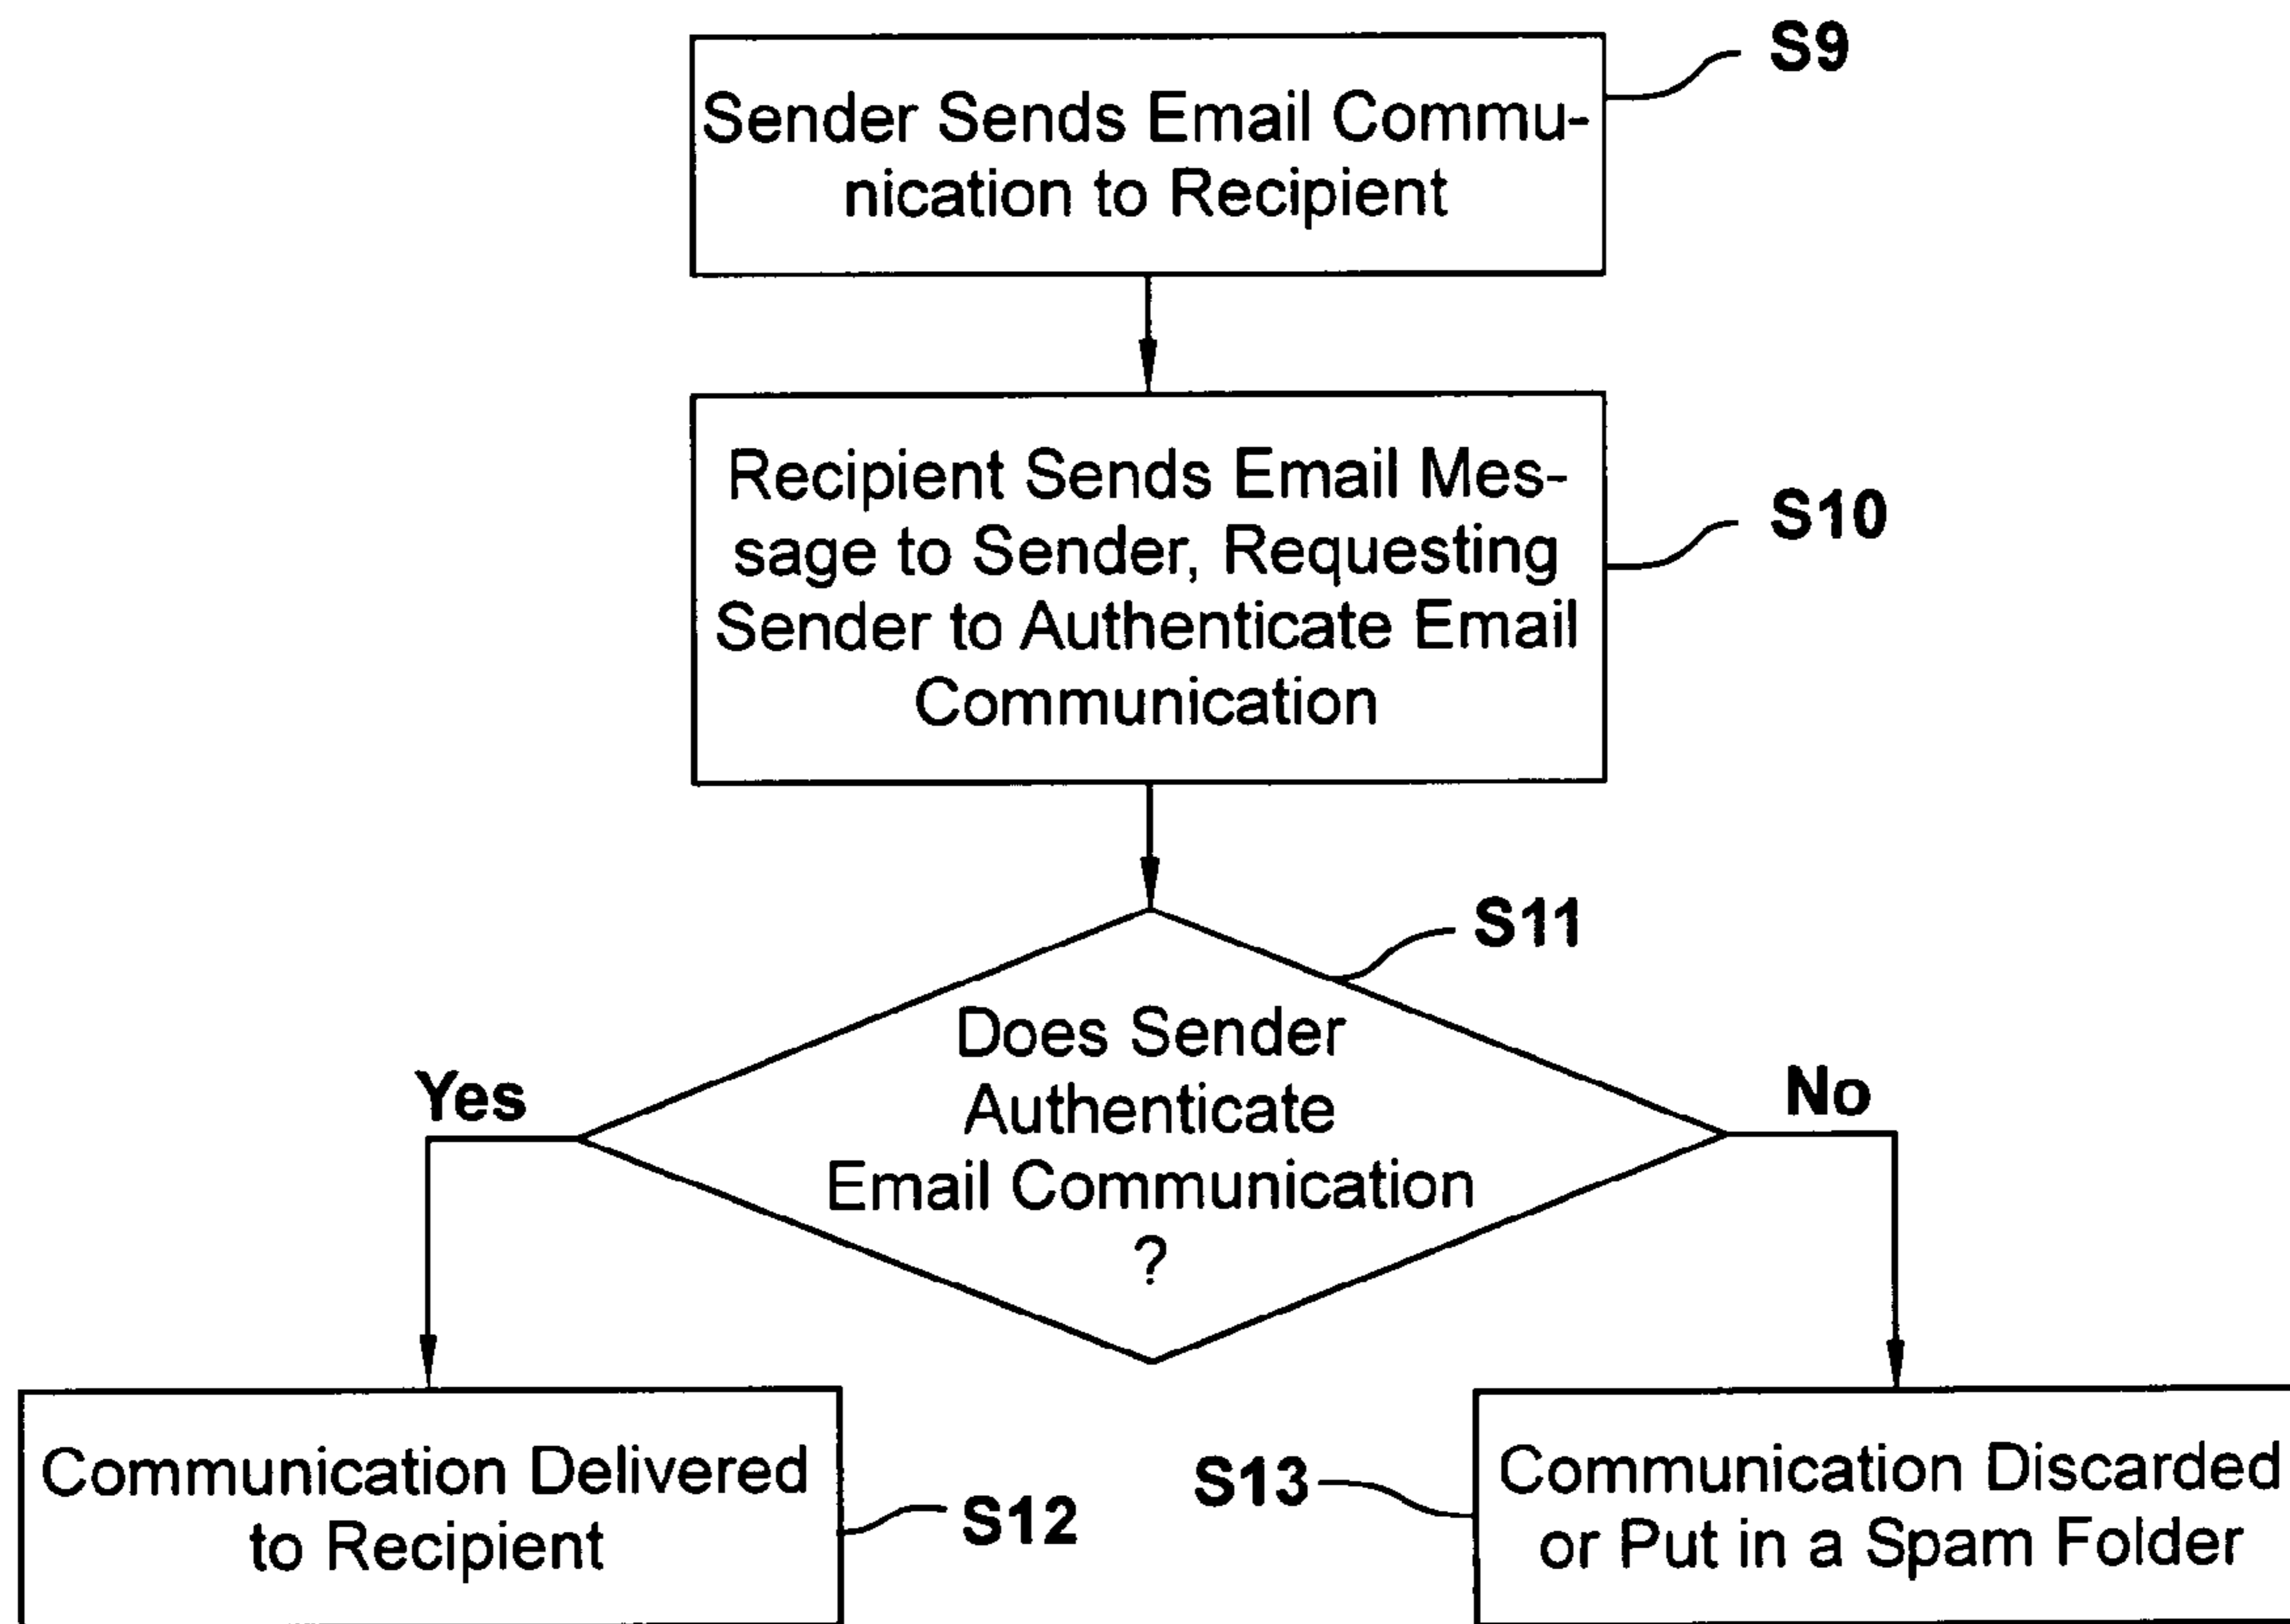 S9
Sender Sends Email Commu-
nication to Recipient
Recipient Sends Email Mes-
sage to Sender, Requesting
Sender to Authenticate Email
Communication
S10
S11
Does Sender
Authenticate
Email Communication
?
Yes
No
Communication Delivered
to Recipient
S12
S13
Communication Discarded
or Put in a Spam Folder